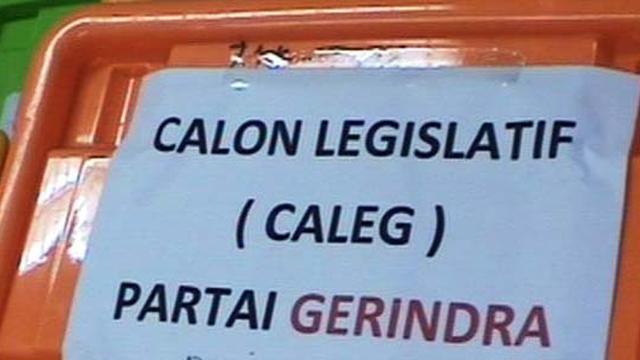 CALON LEGISLATIF
( CALEG )
PARTAI GERINDRA